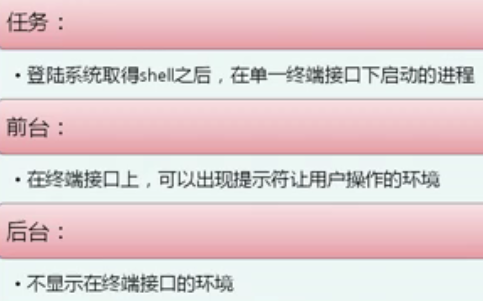 任务：
• 登陆系统取得shell之后，在单一终端接口下启动的进程
前台：
• 在终端接口上，可以出现提示符让用户操作的环境
后台：
• 不显示在终端接口的环境